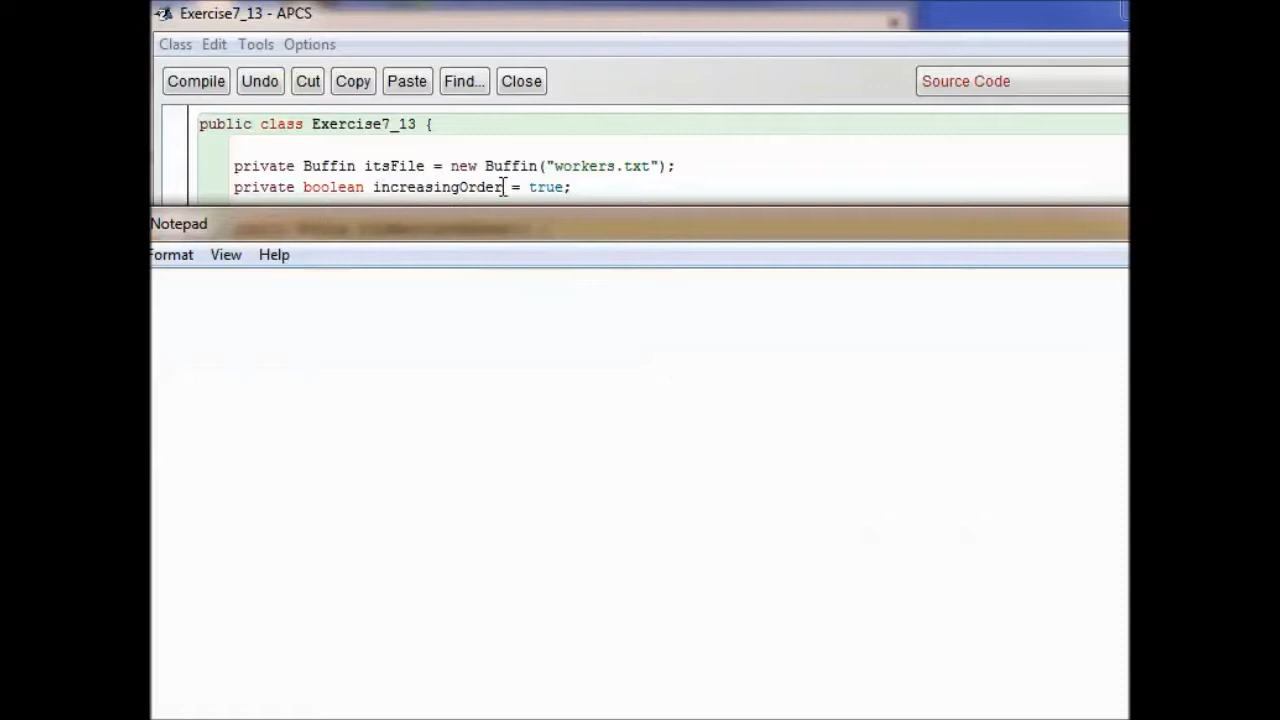 Exercise7_13 - APCS
Class Edit Tools Options
Compile Undo Cut Copy Paste Find... Close Source Code
public class Exercise7_13 {
private Buffin itsFile = new Buffin("workers.txt");
private boolean increasingOrder = true;
Notepad
Format View Help